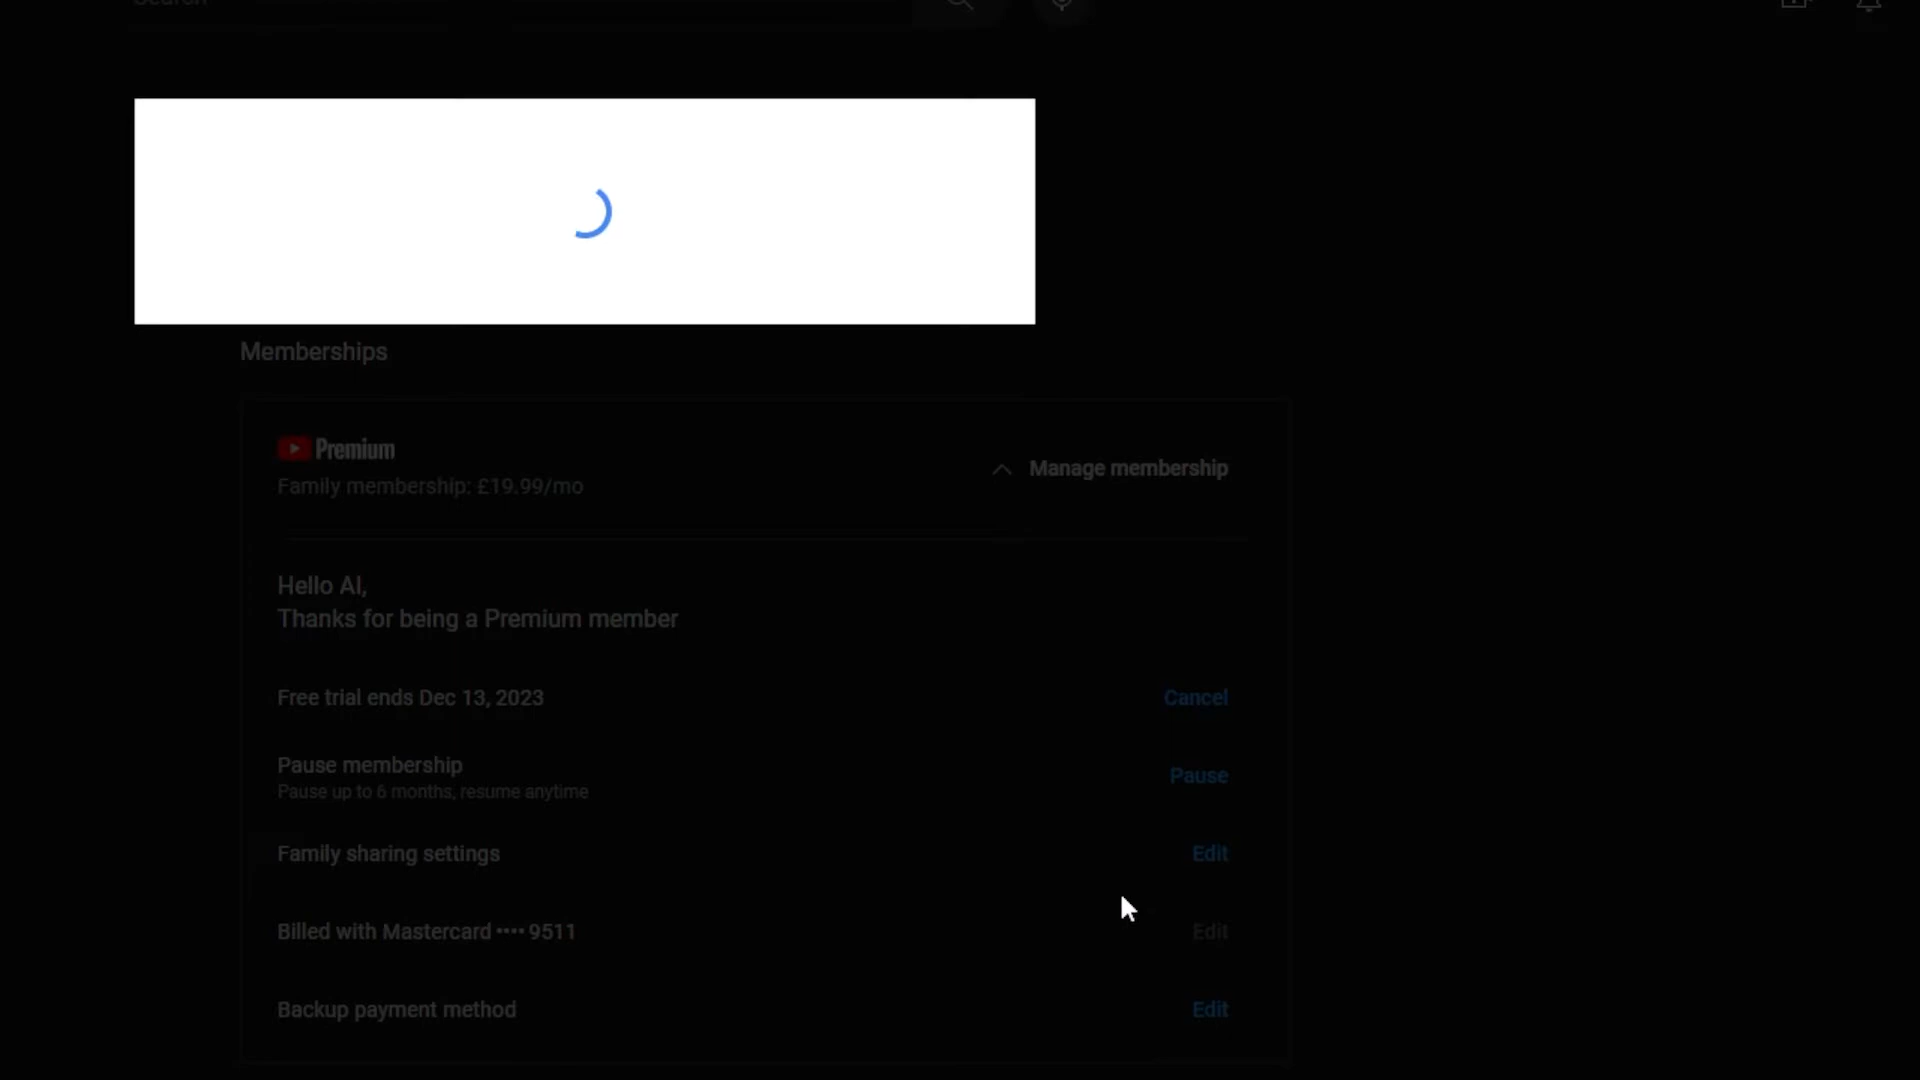 Search
Memberships
Premium
Family membership: £19.99/mo
Manage membership
Hello Al,
Thanks for being a Premium member
Free trial ends Dec 13, 2023
Cancel
Pause membership
Pause up to 6 months, resume anytime
Pause
Family sharing settings
Edit
Billed with Mastercard •••• 9511
Edit
Backup payment method
Edit